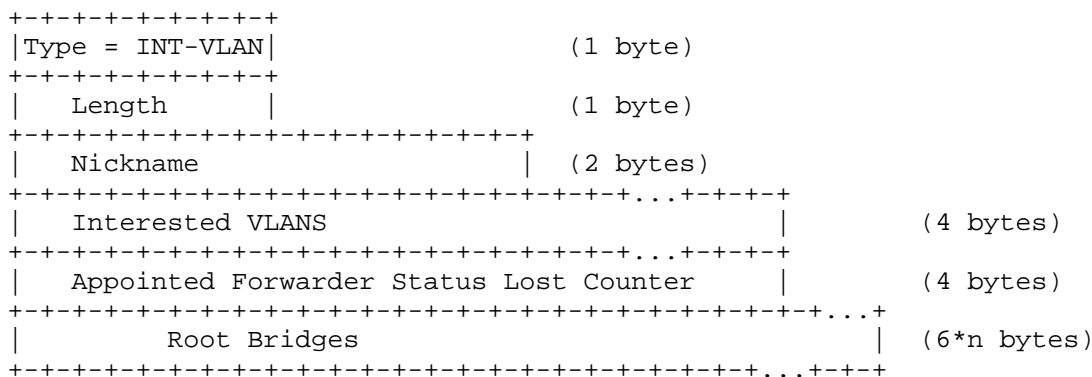 +-+-+-+-+-+-+-+-+
|Type = INT-VLAN|                  (1 byte)
+-+-+-+-+-+-+-+-+
|   Length      |                  (1 byte)
+-+-+-+-+-+-+-+-+-+-+-+-+-+-+-+-+
|   Nickname                    |  (2 bytes)
+-+-+-+-+-+-+-+-+-+-+-+-+-+-+-+-+-+-+-+...+-+-+-+
|   Interested VLANS                            |        (4 bytes)
+-+-+-+-+-+-+-+-+-+-+-+-+-+-+-+-+-+-+-+...+-+-+-+
|   Appointed Forwarder Status Lost Counter     |        (4 bytes)
+-+-+-+-+-+-+-+-+-+-+-+-+-+-+-+-+-+-+-+-+-+-+-+-+-+...+
|         Root Bridges                                |  (6*n bytes)
+-+-+-+-+-+-+-+-+-+-+-+-+-+-+-+-+-+-+-+-+-+-+-+...+-+-+